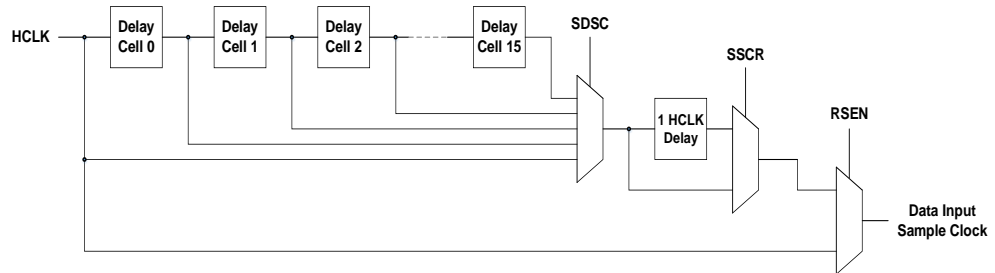 HCLK
Delay
Cell 0
Delay
Cell 1
Delay
Cell 2
Delay
Cell 15
SDSC
SSCR
1 HCLK
Delay
RSEN
Data Input
Sample Clock